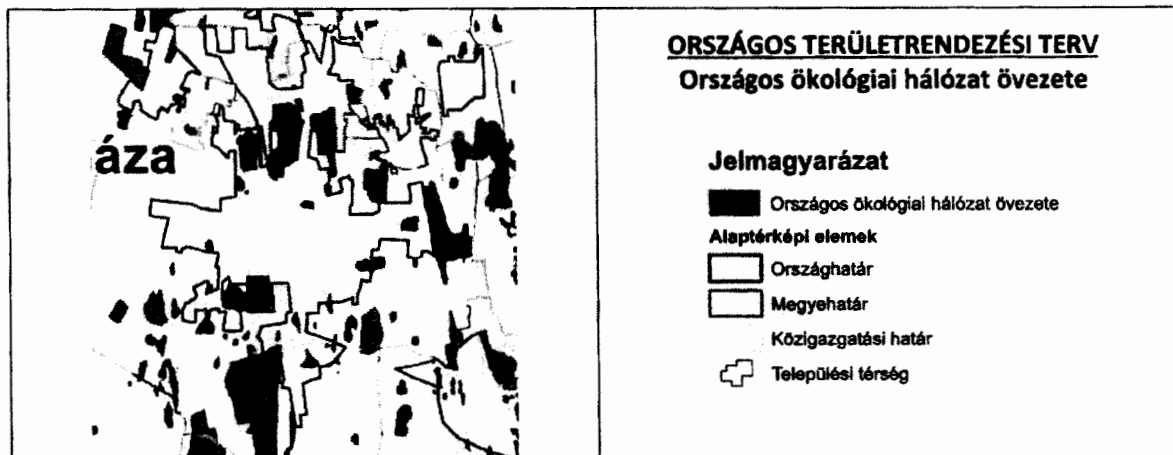 áza
ORSZÁGOS TERÜLETRENDEZÉSI TERV
Országos ökológiai hálózat övezete
Jelmagyarázat
Országos ökológiai hálózat övezete
Alaptérképi elemek
Országhatár
Megyehatár
Közigazgatási határ
Települési térség